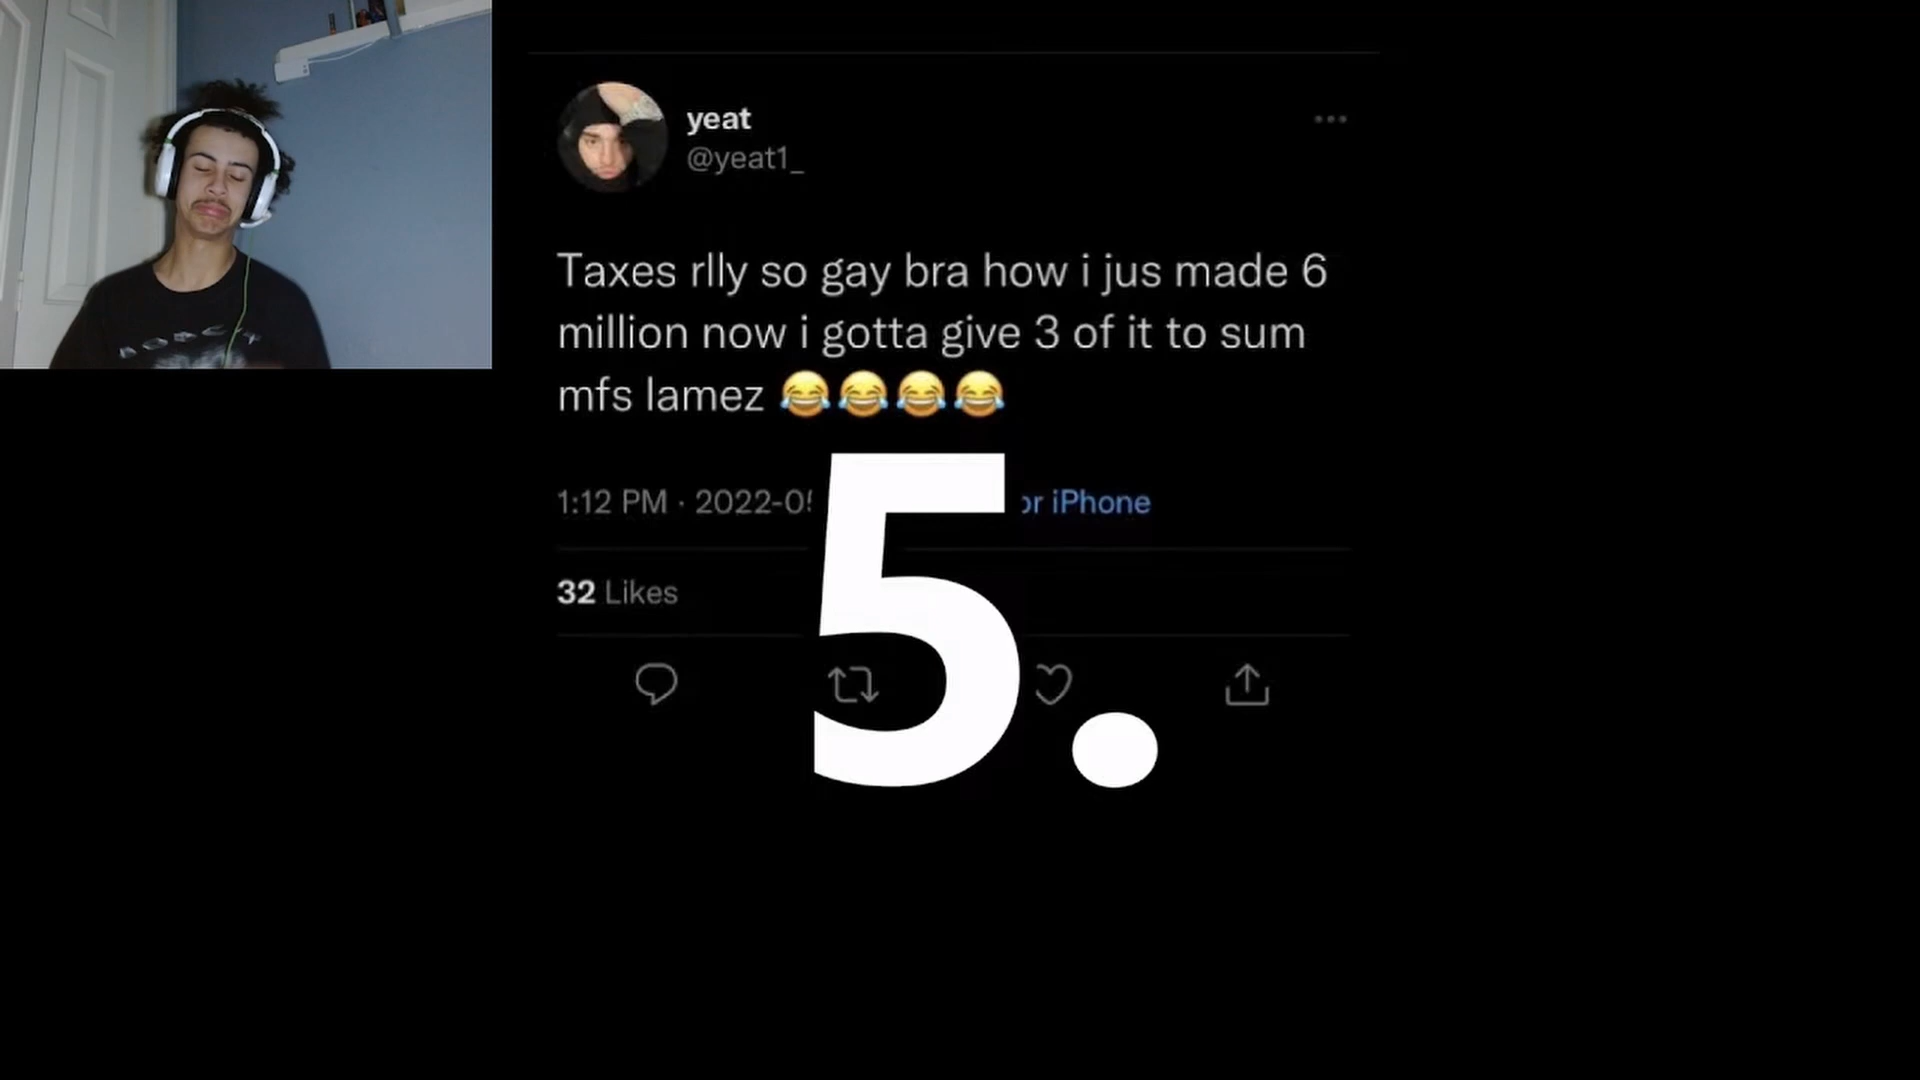 yeat
@yeat1_
Taxes rlly so gay bra how i jus made 6
million now i gotta give 3 of it to sum
mfs lamez 😂😂😂😂
1:12 PM · 2022-0
or iPhone
32 Likes
5.